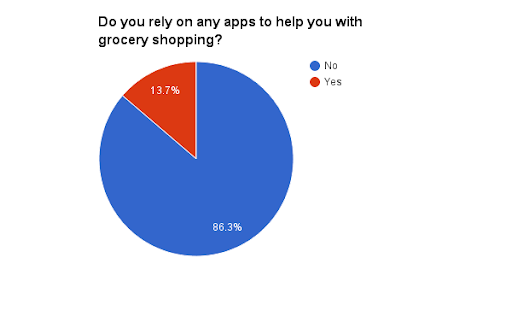 Do you rely on any apps to help you with
grocery shopping?
No
Yes
13.7%
86.3%